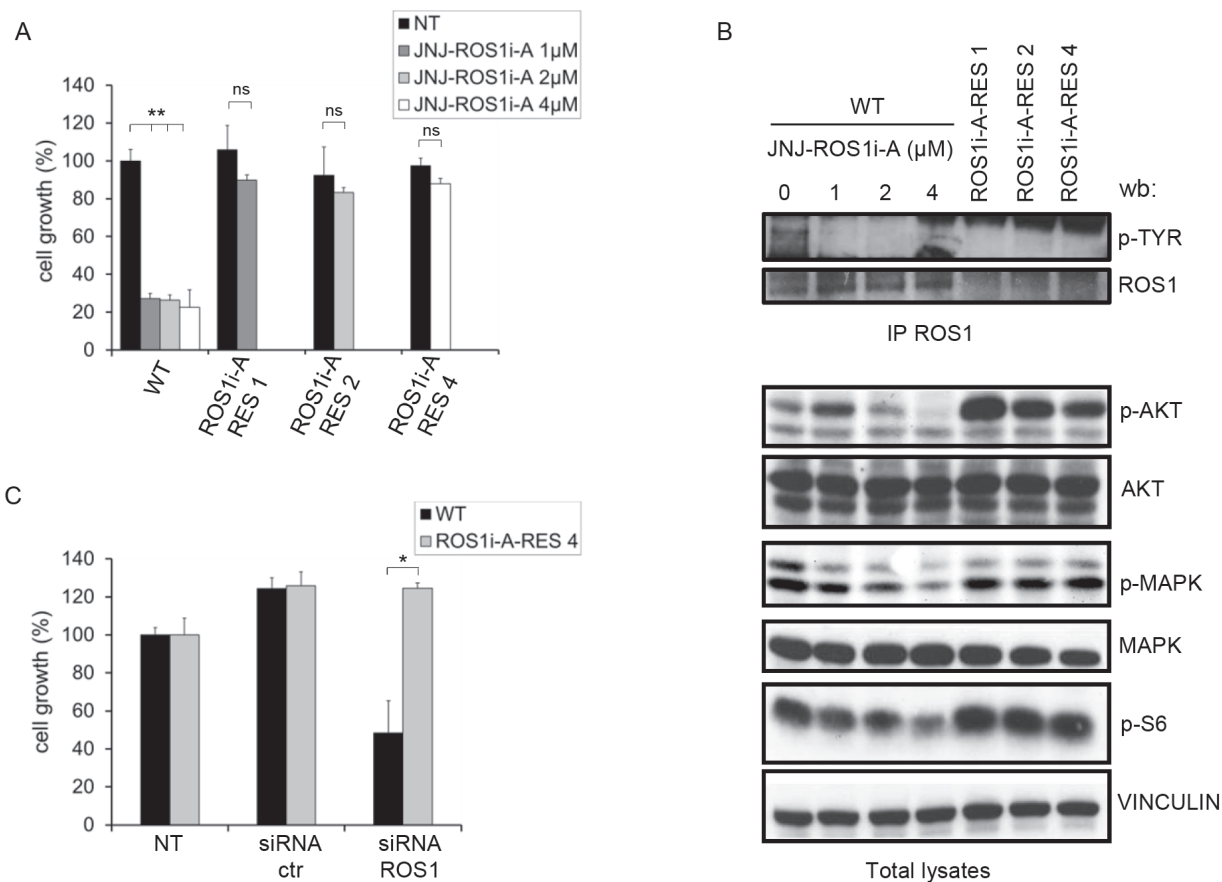 A
NT
JNJ-ROS1i-A 1µM
JNJ-ROS1i-A 2µM
JNJ-ROS1i-A 4µM
cell growth (%)
140
120
100
80
60
40
20
0
**
ns
ns
ns
WT
ROS1i-A
RES 1
ROS1i-A
RES 2
ROS1i-A
RES 4
B
WT
JNJ-ROS1i-A (µM)
0 1 2 4
ROS1i-A-RES 1
ROS1i-A-RES 2
ROS1i-A-RES 4
wb:
p-TYR
ROS1
IP ROS1
p-AKT
AKT
p-MAPK
MAPK
p-S6
VINCULIN
Total lysates
C
WT
ROS1i-A-RES 4
cell growth (%)
140
120
100
80
60
40
20
0
*
NT
siRNA
ctr
siRNA
ROS1